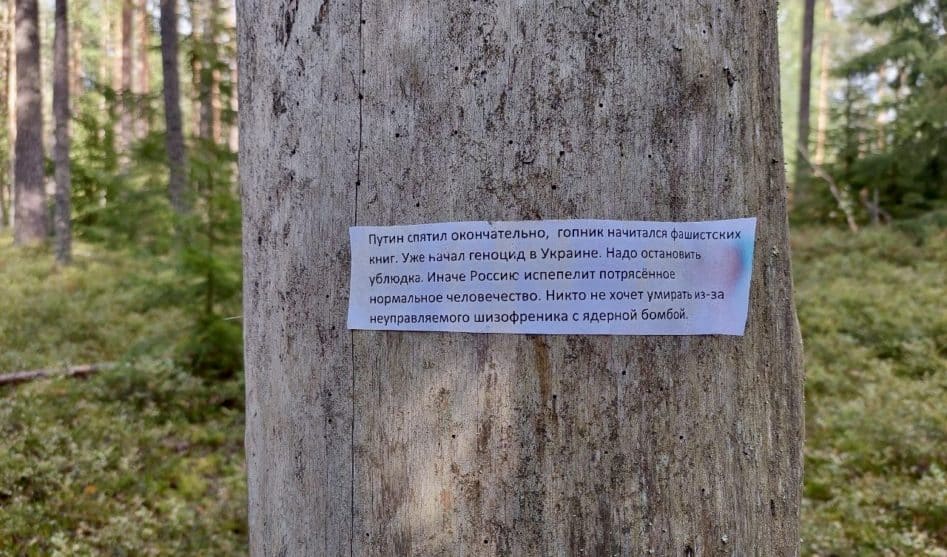 Путин спятил окончательно, гопник начитался фашистских
книг. Уже начал геноцид в Украине. Надо остановить
ублюдка. Иначе Россию испепелит потрясённое
нормальное человечество. Никто не хочет умирать из-за
неуправляемого шизофреника с ядерной бомбой.